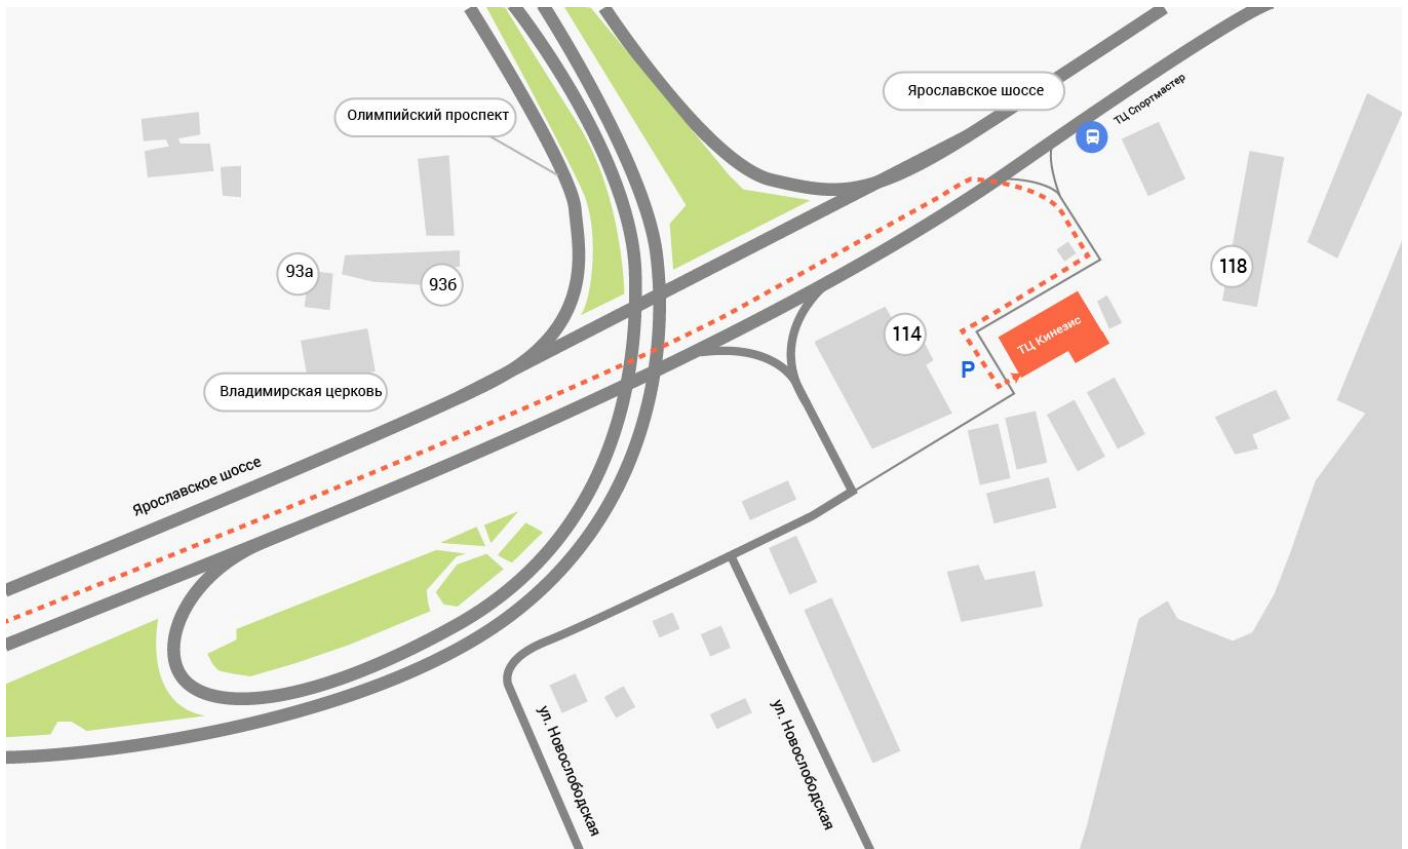 Ярославское шоссе
ТЦ Спортмастер
Олимпийский проспект
118
93а
93б
114
ТЦ Кинезис
P
Владимирская церковь
Ярославское шоссе
ул. Новослободская
ул. Новослободская